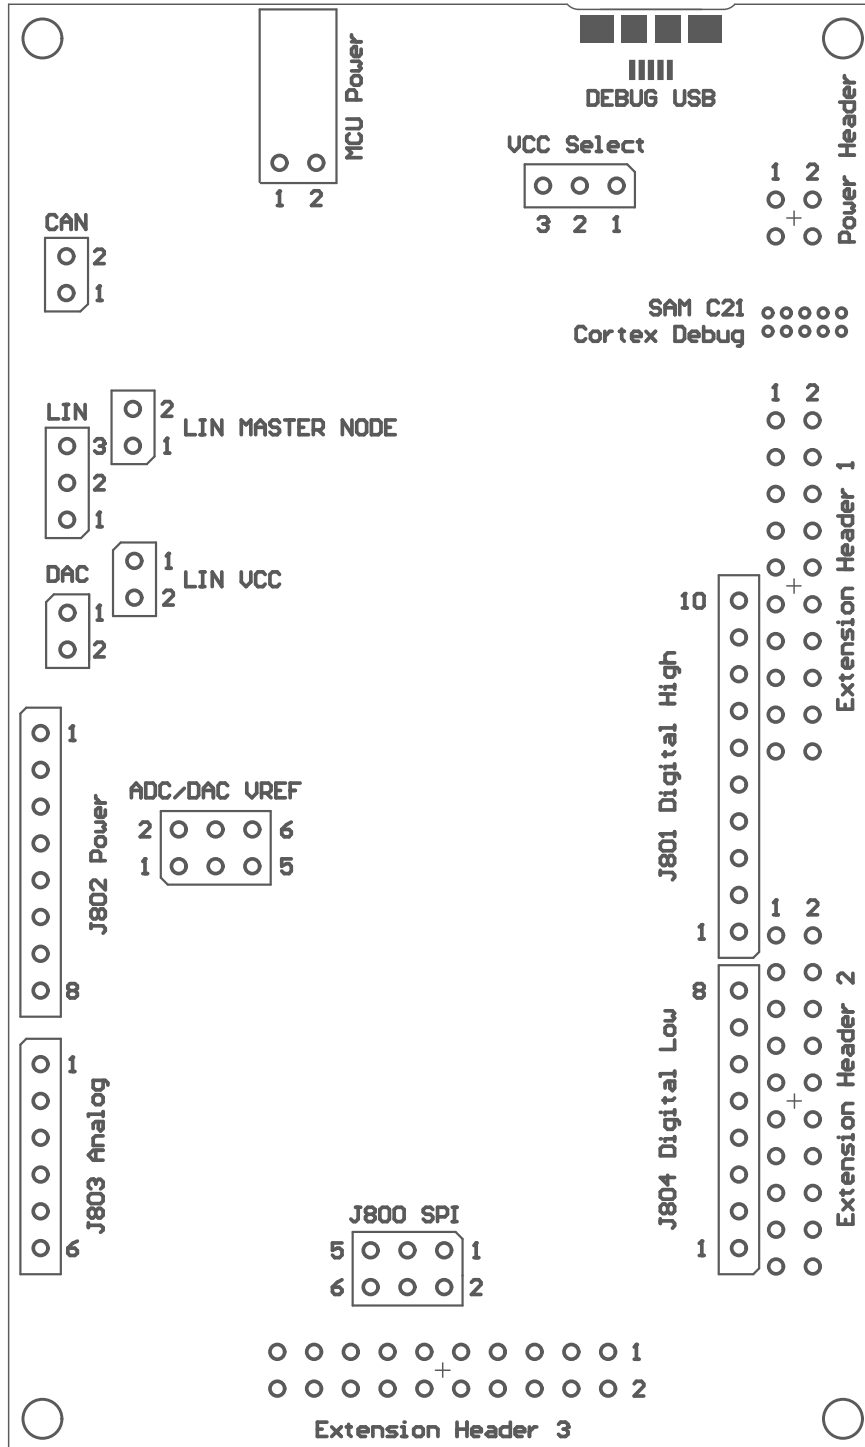 MCU Power
1 2
DEBUG USB
VCC Select
3 2 1
Power Header
1 2
CAN
2
1
SAM C21
Cortex Debug
LIN
3
2
1
2
1
LIN MASTER NODE
1 2
Extension Header 1
DAC
1
2
1
2
LIN VCC
10
J801 Digital High
1
1
J802 Power
8
ADC/DAC VREF
2 6
1 5
1 2
Extension Header 2
8
J804 Digital Low
1
1
J803 Analog
6
J800 SPI
5 1
6 2
1
2
Extension Header 3